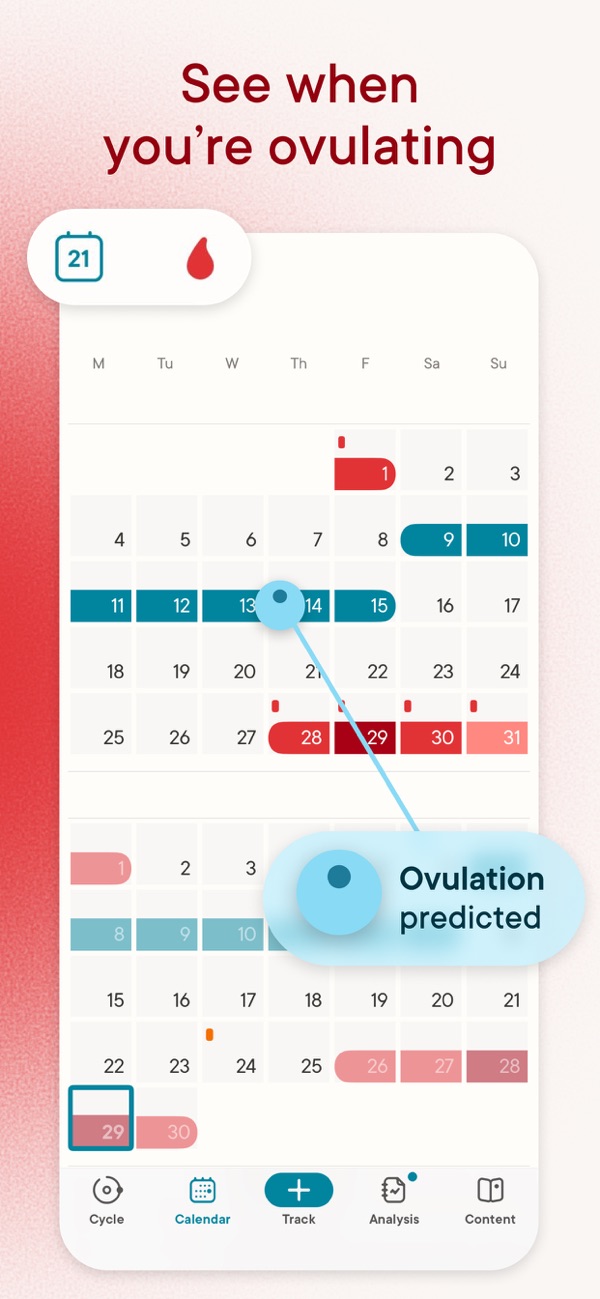 See when
you're ovulating
21
M Tu W Th F Sa Su
1 2 3
4 5 6 7 8 9 10
11 12 13 14 15 16 17
18 19 20 21 22 23 24
25 26 27 28 29 30 31
1 2 3
Ovulation
predicted
8 9 10
15 16 17 18 19 20 21
22 23 24 25 26 27 28
29 30
Cycle Calendar Track Analysis Content